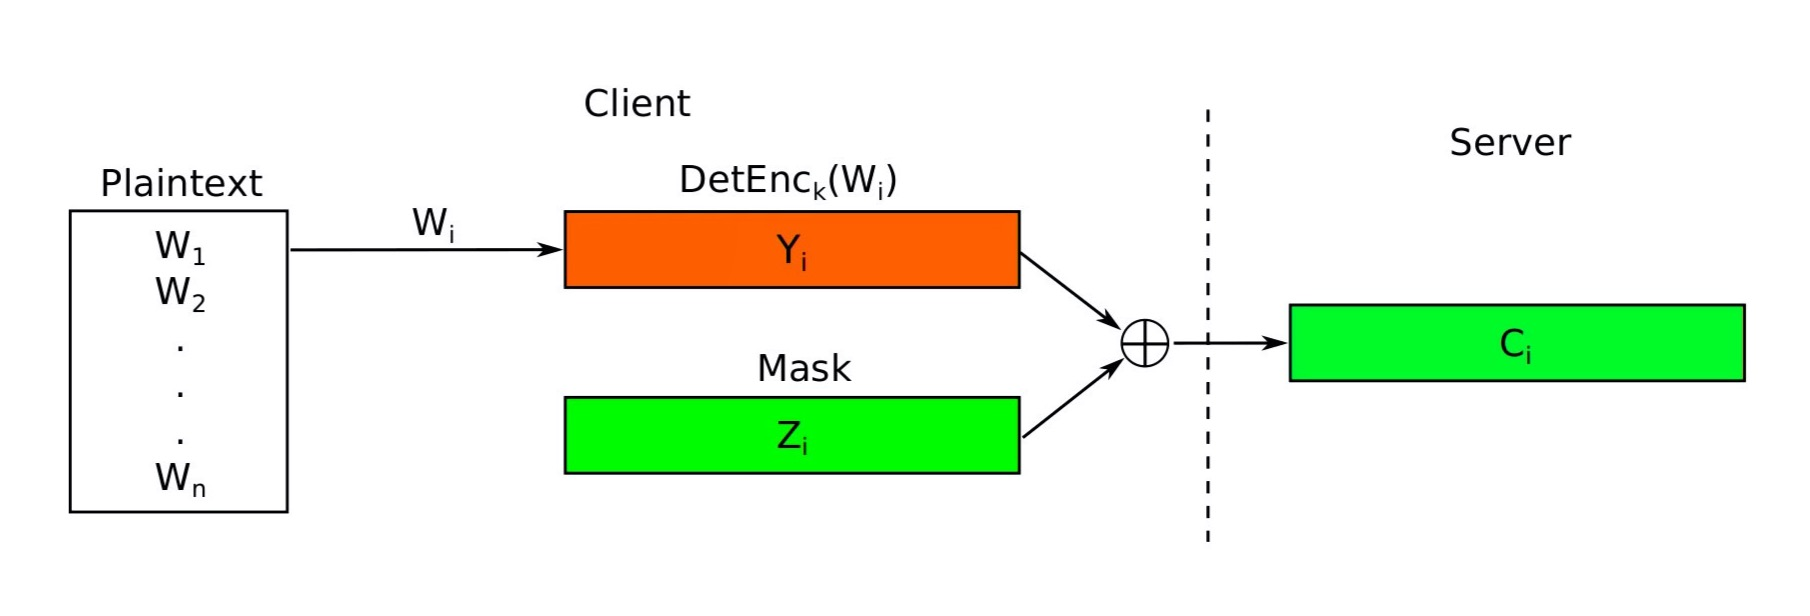 Client
Server
Plaintext
W1
W2
.
.
.
Wn
Wi
DetEnck(Wi)
Yi
Mask
Zi
Ci